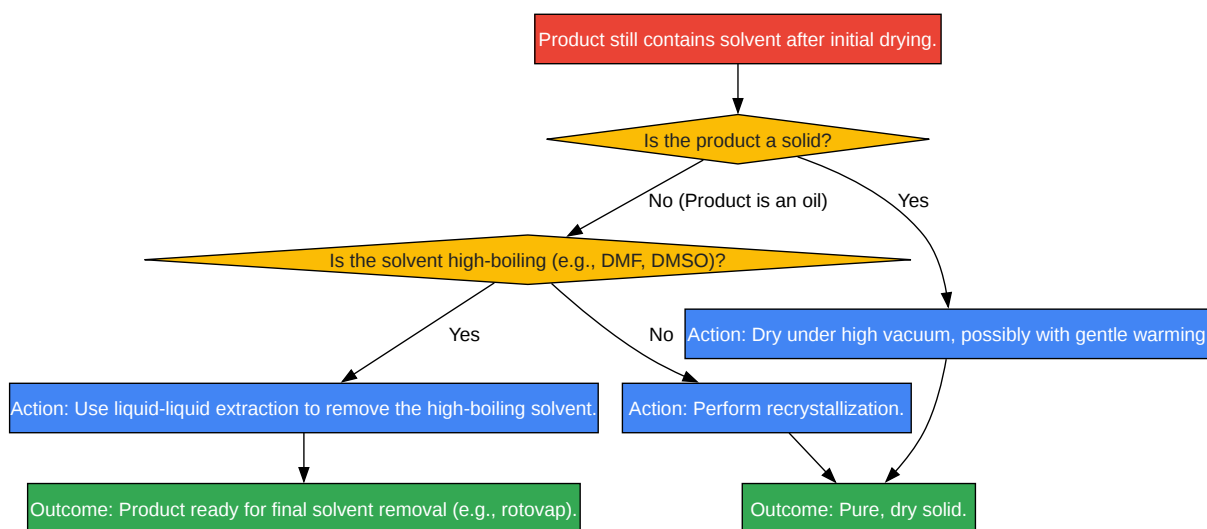 Product still contains solvent after initial drying.
Is the product a solid?
No (Product is an oil)
Yes
Is the solvent high-boiling (e.g., DMF, DMSO)?
Yes
No
Action: Dry under high vacuum, possibly with gentle warming
Action: Use liquid-liquid extraction to remove the high-boiling solvent.
Action: Perform recrystallization.
Outcome: Product ready for final solvent removal (e.g., rotovap).
Outcome: Pure, dry solid.